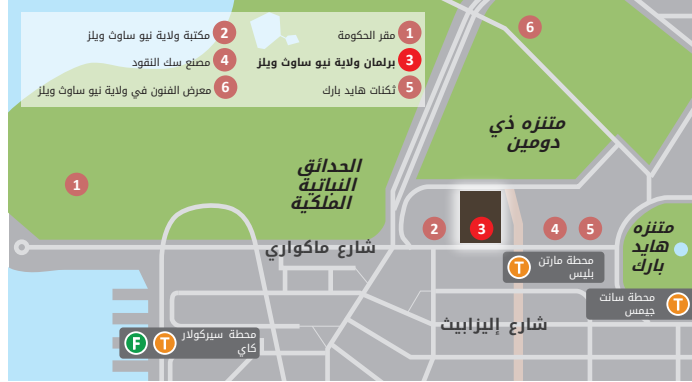 1 مقر الحكومة
2 مكتبة ولاية نيو ساوث ويلز
3 برلمان ولاية نيو ساوث ويلز
4 مصنع سك النقود
5 ثكنات هايد بارك
6 معرض الفنون في ولاية نيو ساوث ويلز
6
متنزه ذي
دومين
الحدائق
النباتية
الملكية
1
2
3
4
5
متنزه
هايد
بارك
شارع ماكواري
محطة مارتن
بليس
T
محطة سانت
جيمس
T
شارع إليزابيث
محطة سيركولار
كاي
T
F